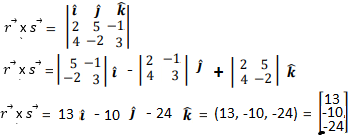 r⃗ x s⃗ = | î ĵ k̂ |
| 2 5 -1 |
| 4 -2 3 |
r⃗ x s⃗ = | 5 -1 | î - | 2 -1 | ĵ + | 2 5 | k̂
| -2 3 | | 4 3 | | 4 -2 |
r⃗ x s⃗ = 13 î - 10 ĵ - 24 k̂ = (13, -10, -24) = [ 13 ]
[ -10. ]
[ -24 ]